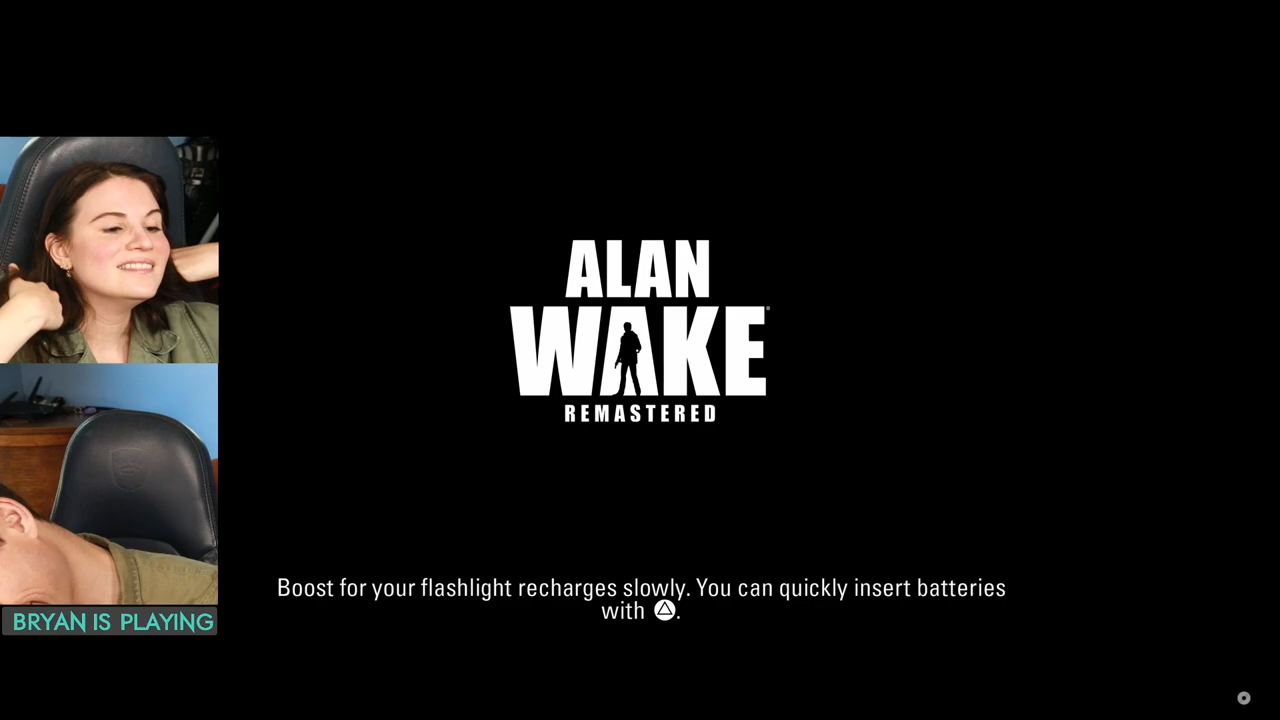 ALAN
WAKE
REMASTERED
Boost for your flashlight recharges slowly. You can quickly insert batteries
with .
BRYAN IS PLAYING